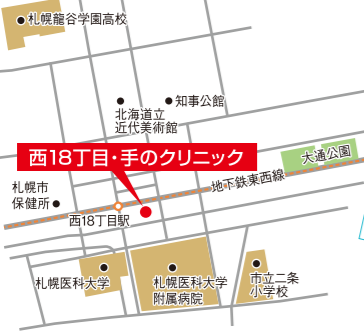 札幌龍谷学園高校
知事公館
北海道立
近代美術館
西18丁目・手のクリニック
大通公園
地下鉄東西線
札幌市
保健所
西18丁目駅
札幌医科大学
札幌医科大学
附属病院
市立二条
小学校